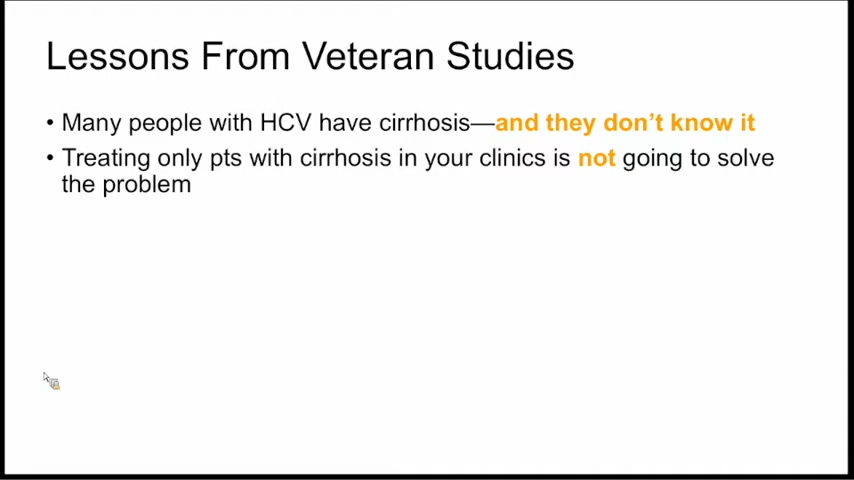 Lessons From Veteran Studies
• Many people with HCV have cirrhosis—and they don’t know it
• Treating only pts with cirrhosis in your clinics is not going to solve
the problem